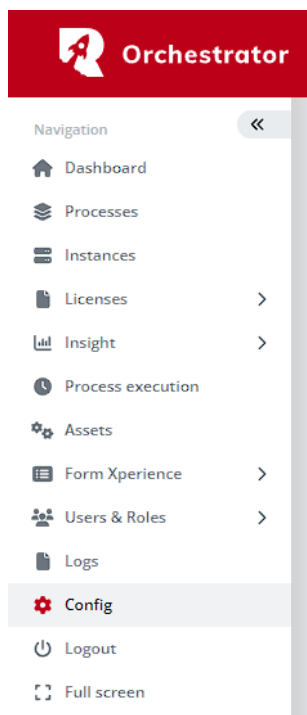 Orchestrator
Navigation
Dashboard
Processes
Instances
Licenses
Insight
Process execution
Assets
Form Xperience
Users & Roles
Logs
Config
Logout
Full screen